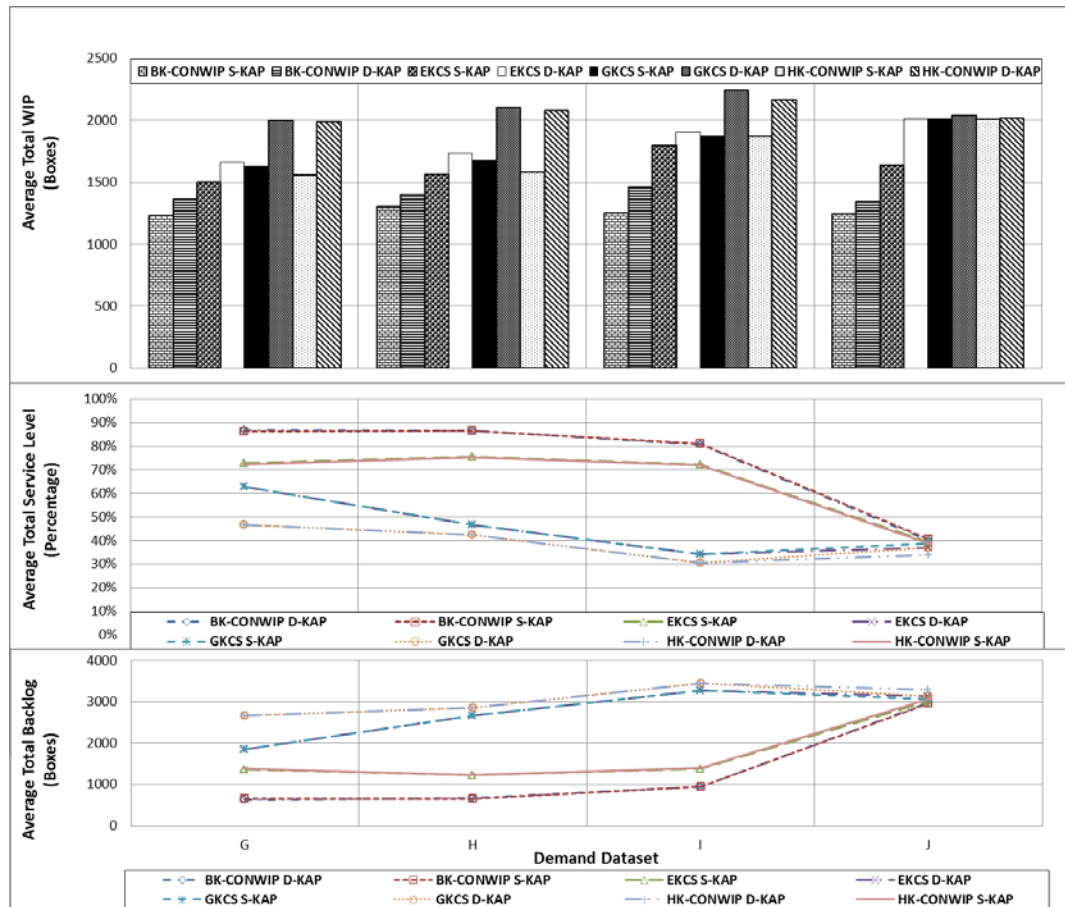 Average Total WIP
(Boxes)
2500
2000
1500
1000
500
0
BK-CONWIP S-KAP BK-CONWIP D-KAP EKCS S-KAP EKCS D-KAP GKCS S-KAP GKCS D-KAP HK-CONWIP S-KAP HK-CONWIP D-KAP
Average Total Service Level
(Percentage)
100%
90%
80%
70%
60%
50%
40%
30%
20%
10%
0%
BK-CONWIP D-KAP BK-CONWIP S-KAP EKCS S-KAP EKCS D-KAP
GKCS S-KAP GKCS D-KAP HK-CONWIP D-KAP HK-CONWIP S-KAP
Average Total Backlog
(Boxes)
4000
3000
2000
1000
0
G H I J
Demand Dataset
BK-CONWIP D-KAP BK-CONWIP S-KAP EKCS S-KAP EKCS D-KAP
GKCS S-KAP GKCS D-KAP HK-CONWIP D-KAP HK-CONWIP S-KAP